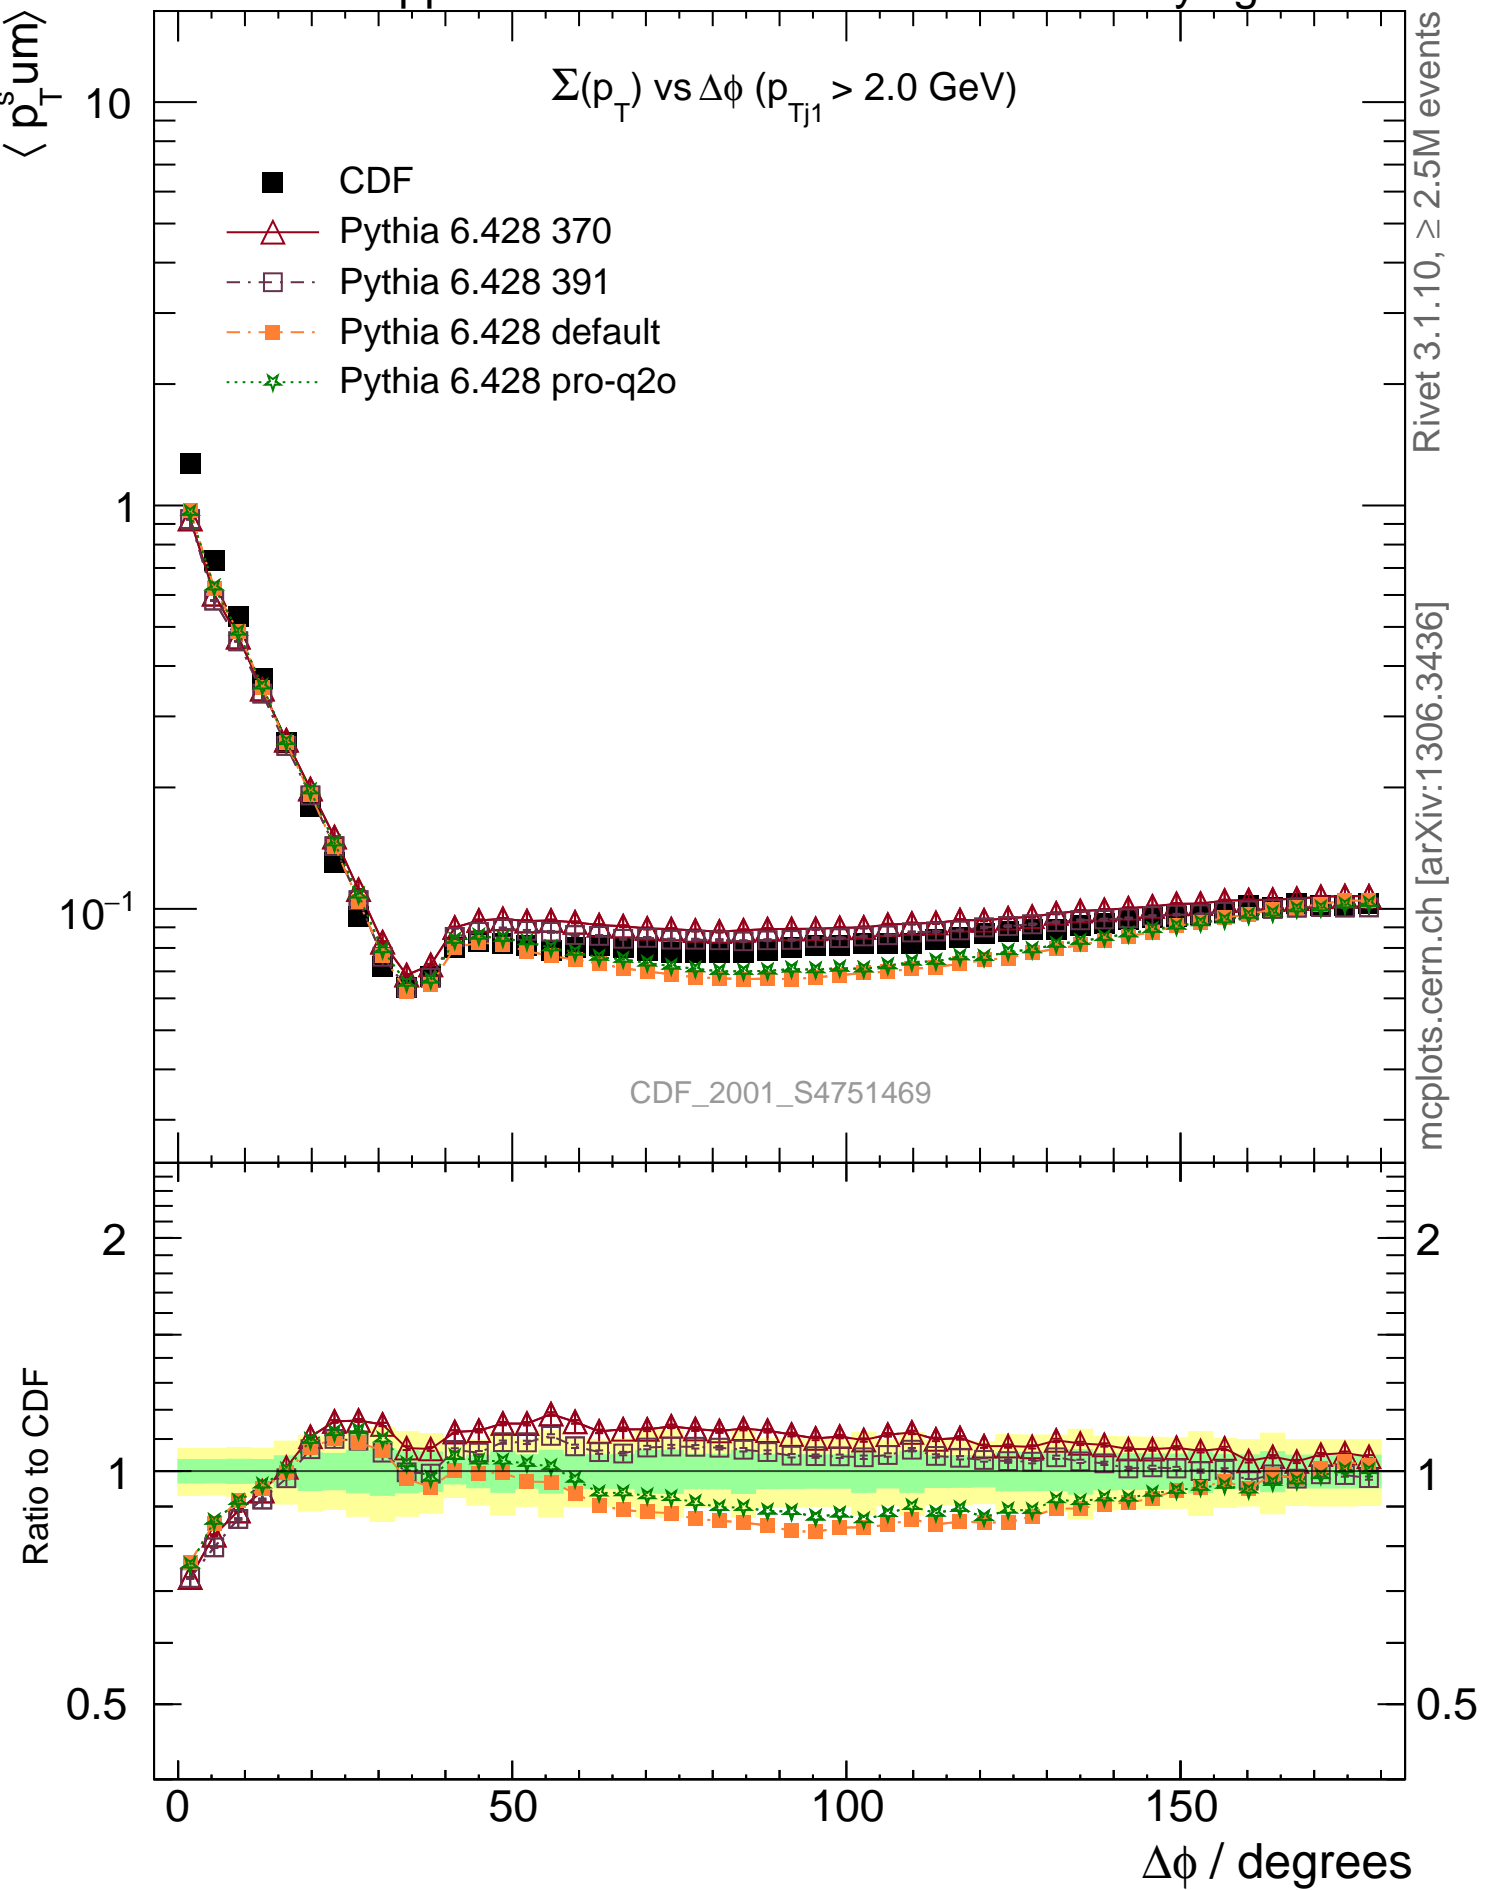 Σ(p_T) vs Δϕ (p_Tj1 > 2.0 GeV)
⟨ p_T^s um⟩
CDF
Pythia 6.428 370
Pythia 6.428 391
Pythia 6.428 default
Pythia 6.428 pro-q2o
10
1
10⁻¹
CDF_2001_S4751469
Rivet 3.1.10, ≥ 2.5M events
mcplots.cern.ch [arXiv:1306.3436]
Ratio to CDF
2
1
0.5
2
1
0.5
0
50
100
150
Δϕ / degrees